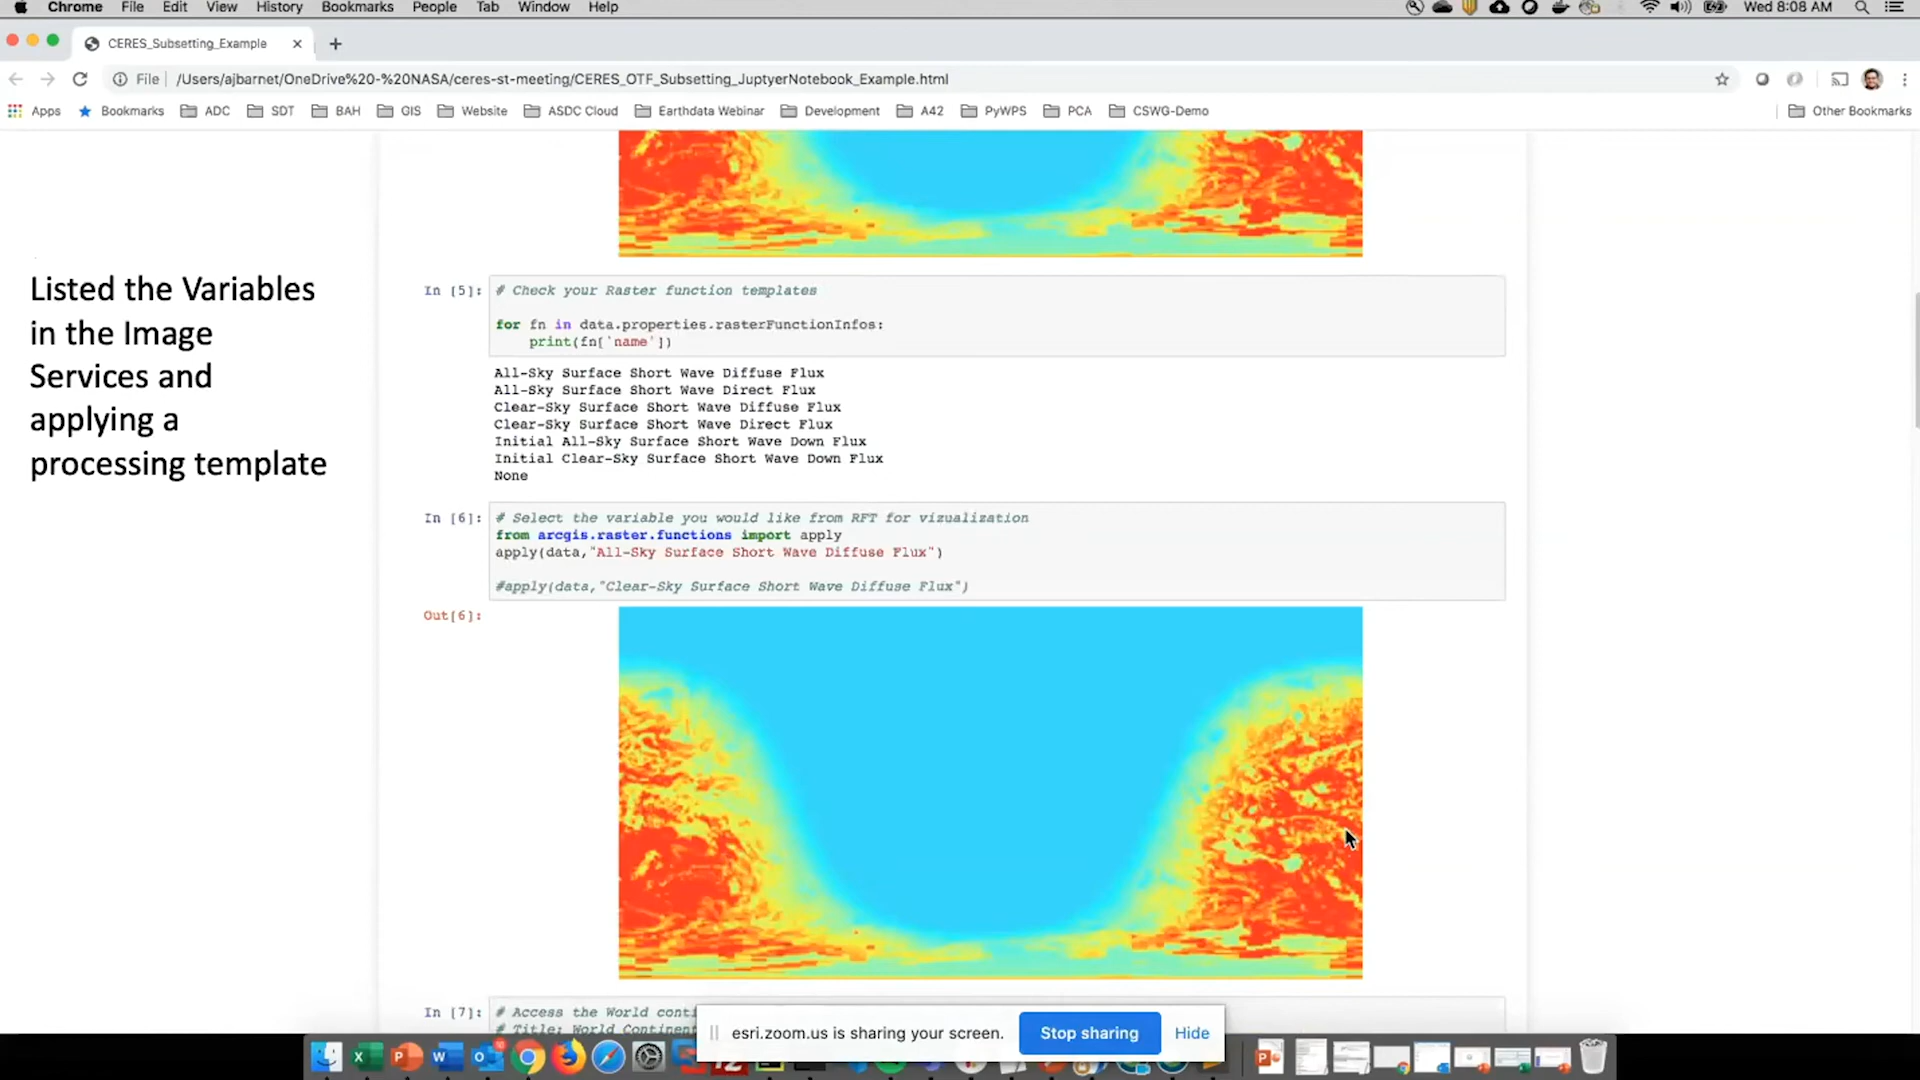 Chrome File Edit View History Bookmarks People Tab Window Help
Wed 8:08 AM
CERES_Subsetting_Example
File | /Users/ajbarnet/OneDrive%20-%20NASA/ceres-st-meeting/CERES_OTF_Subsetting_JuptyerNotebook_Example.html
Apps Bookmarks ADC SDT BAH GIS Website ASDC Cloud Earthdata Webinar Development A42 PyWPS PCA CSWG-Demo Other Bookmarks
Listed the Variables
in the Image
Services and
applying a
processing template
In [5]: # Check your Raster function templates
for fn in data.properties.rasterFunctionInfos:
print(fn['name'])
All-Sky Surface Short Wave Diffuse Flux
All-Sky Surface Short Wave Direct Flux
Clear-Sky Surface Short Wave Diffuse Flux
Clear-Sky Surface Short Wave Direct Flux
Initial All-Sky Surface Short Wave Down Flux
Initial Clear-Sky Surface Short Wave Down Flux
None
In [6]: # Select the variable you would like from RFT for vizualization
from arcgis.raster.functions import apply
apply(data,"All-Sky Surface Short Wave Diffuse Flux")
#apply(data,"Clear-Sky Surface Short Wave Diffuse Flux")
Out[6]:
In [7]: # Access the World conti
# Title: World Continent
esri.zoom.us is sharing your screen. Stop sharing Hide